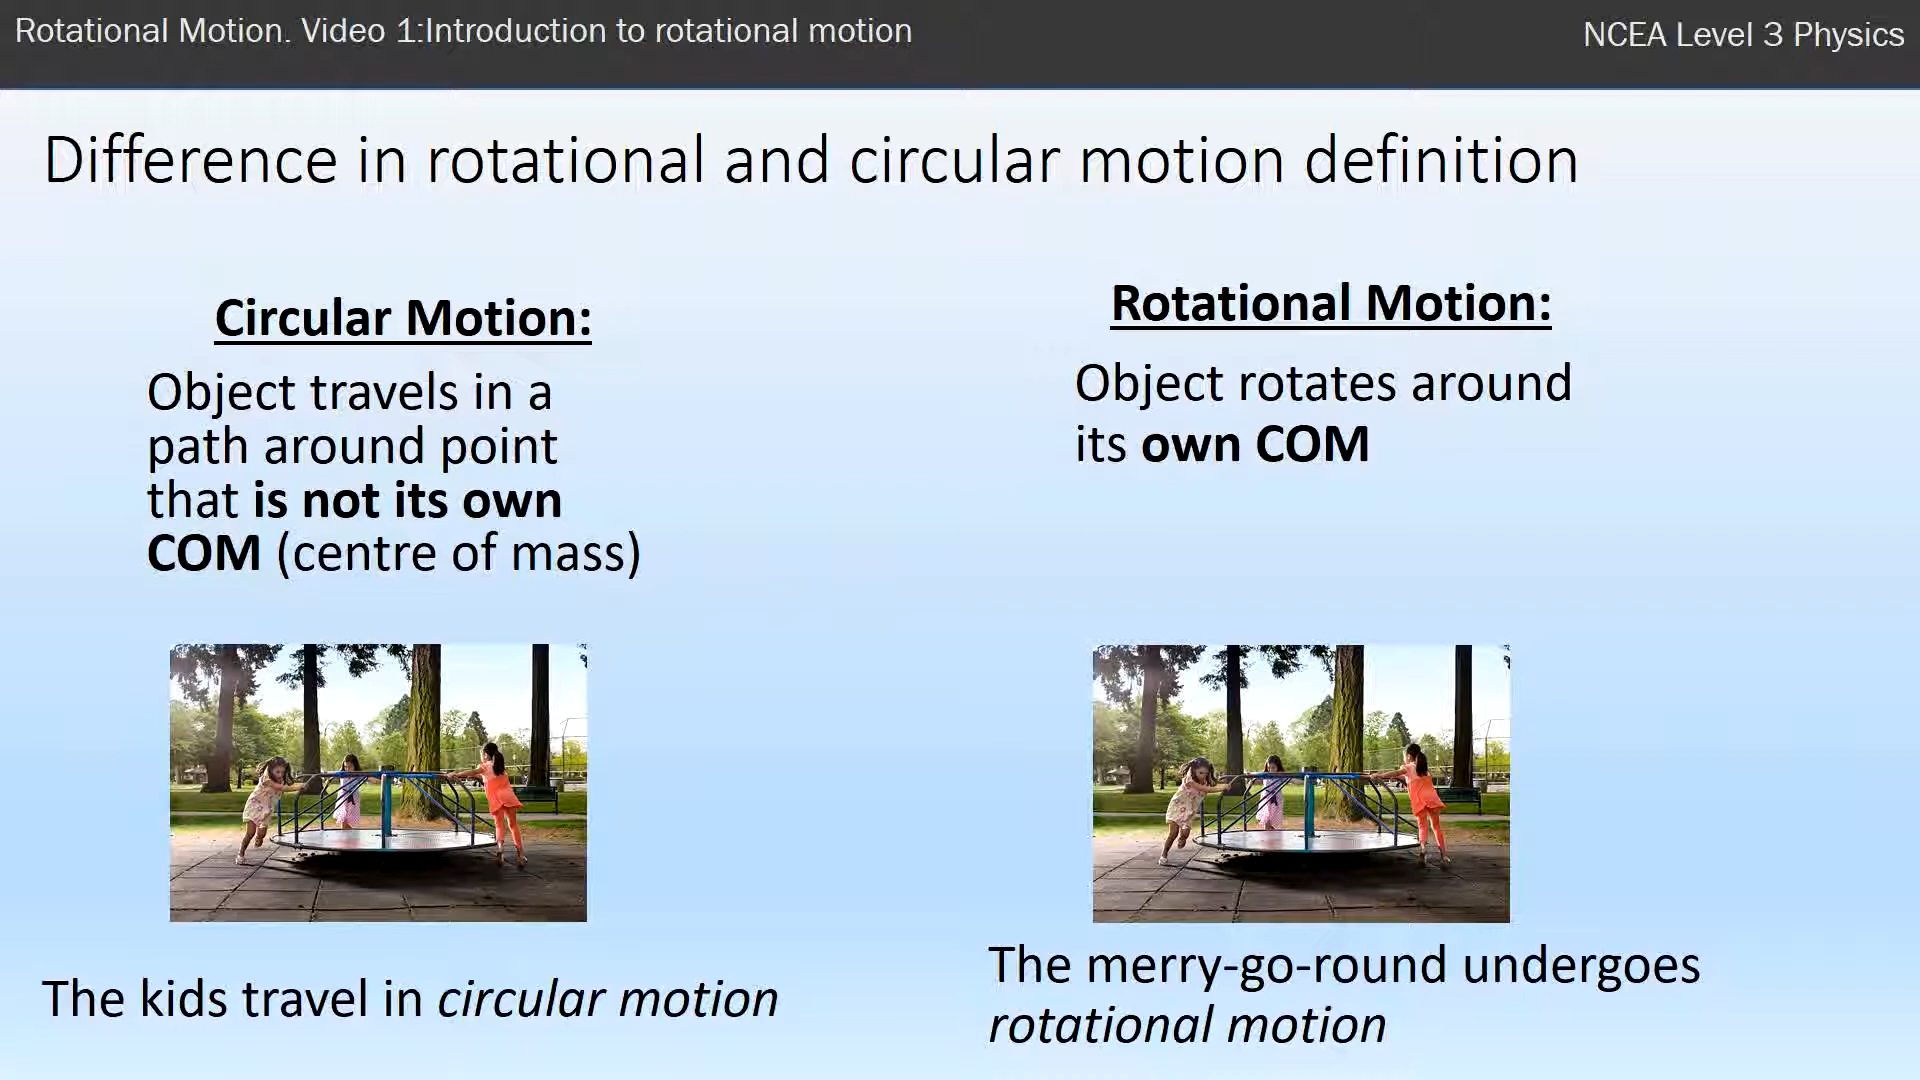 Rotational Motion. Video 1:Introduction to rotational motion
NCEA Level 3 Physics
Difference in rotational and circular motion definition
Circular Motion:
Object travels in a
path around point
that is not its own
COM (centre of mass)
The kids travel in circular motion
Rotational Motion:
Object rotates around
its own COM
The merry-go-round undergoes
rotational motion